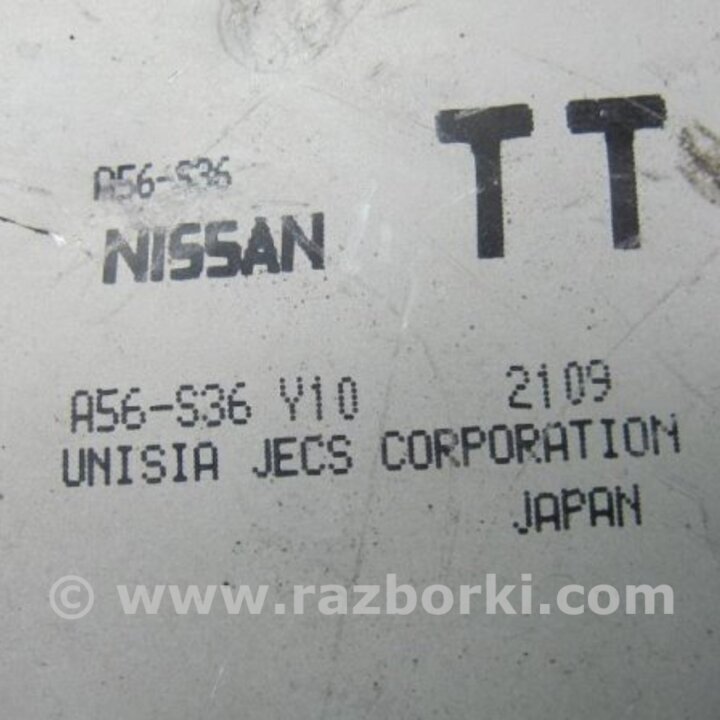 A56-S36
TT
NISSAN
A56-S36 Y10 2109
UNISIA JECS CORPORATION
JAPAN
© www.razborki.com